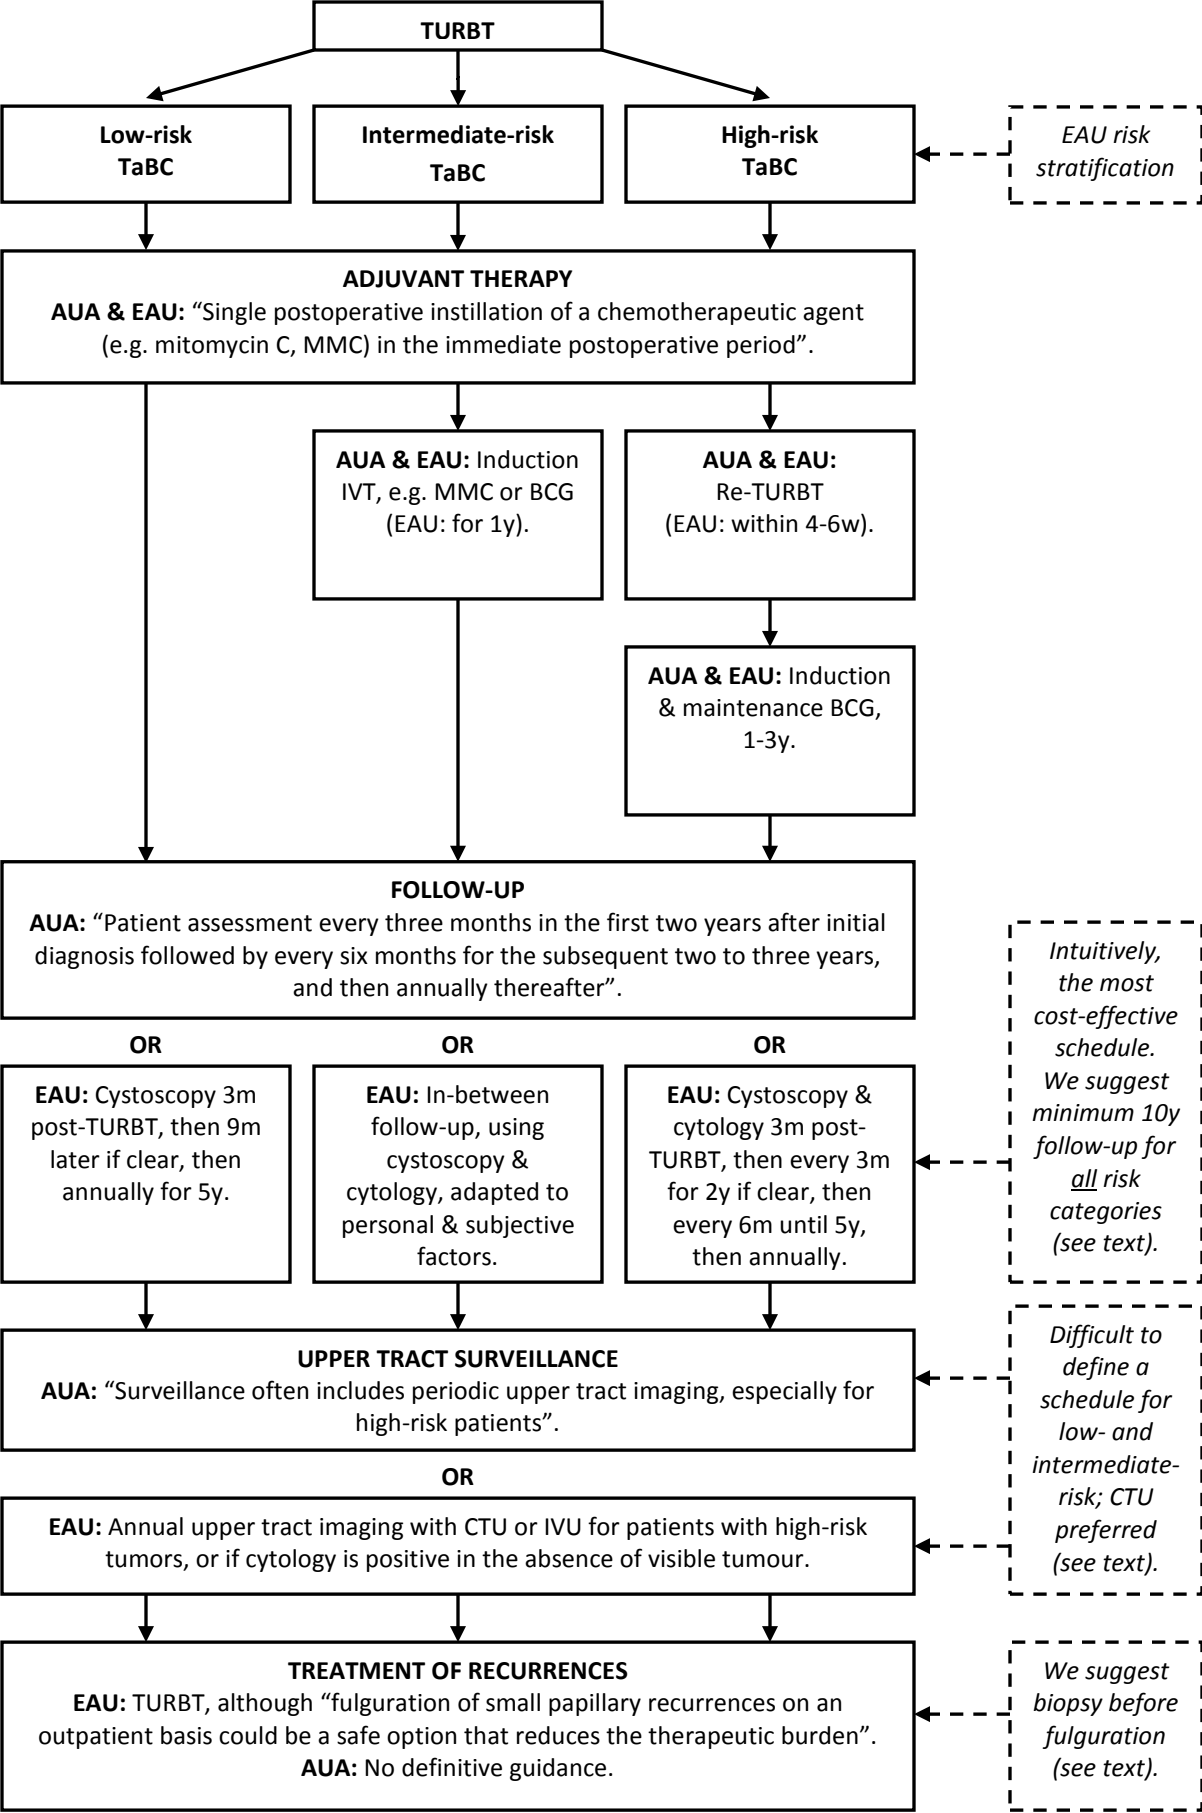 TURBT
Low-risk
TaBC
Intermediate-risk
TaBC
High-risk
TaBC
EAU risk
stratification
ADJUVANT THERAPY
AUA & EAU: “Single postoperative instillation of a chemotherapeutic agent
(e.g. mitomycin C, MMC) in the immediate postoperative period”.
AUA & EAU: Induction
IVT, e.g. MMC or BCG
(EAU: for 1y).
AUA & EAU:
Re-TURBT
(EAU: within 4-6w).
AUA & EAU: Induction
& maintenance BCG,
1-3y.
FOLLOW-UP
AUA: “Patient assessment every three months in the first two years after initial
diagnosis followed by every six months for the subsequent two to three years,
and then annually thereafter”.
OR
OR
OR
EAU: Cystoscopy 3m
post-TURBT, then 9m
later if clear, then
annually for 5y.
EAU: In-between
follow-up, using
cystoscopy &
cytology, adapted to
personal & subjective
factors.
EAU: Cystoscopy &
cytology 3m post-
TURBT, then every 3m
for 2y if clear, then
every 6m until 5y,
then annually.
Intuitively,
the most
cost-effective
schedule.
We suggest
minimum 10y
follow-up for
all risk
categories
(see text).
UPPER TRACT SURVEILLANCE
AUA: “Surveillance often includes periodic upper tract imaging, especially for
high-risk patients”.
OR
EAU: Annual upper tract imaging with CTU or IVU for patients with high-risk
tumors, or if cytology is positive in the absence of visible tumour.
Difficult to
define a
schedule for
low- and
intermediate-
risk; CTU
preferred
(see text).
TREATMENT OF RECURRENCES
EAU: TURBT, although “fulguration of small papillary recurrences on an
outpatient basis could be a safe option that reduces the therapeutic burden”.
AUA: No definitive guidance.
We suggest
biopsy before
fulguration
(see text).